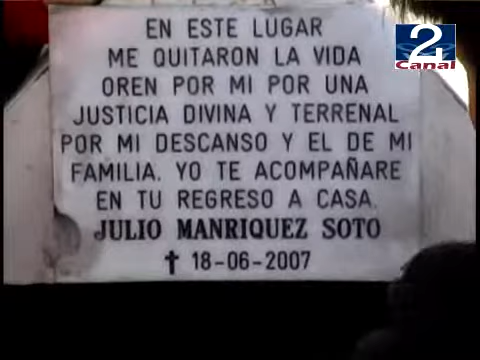 2
Canal
EN ESTE LUGAR
ME QUITARON LA VIDA
OREN POR MI POR UNA
JUSTICIA DIVINA Y TERRENAL
POR MI DESCANSO Y EL DE MI
FAMILIA. YO TE ACOMPAÑARE
EN TU REGRESO A CASA.
JULIO MANRIQUEZ SOTO
✝ 18-06-2007